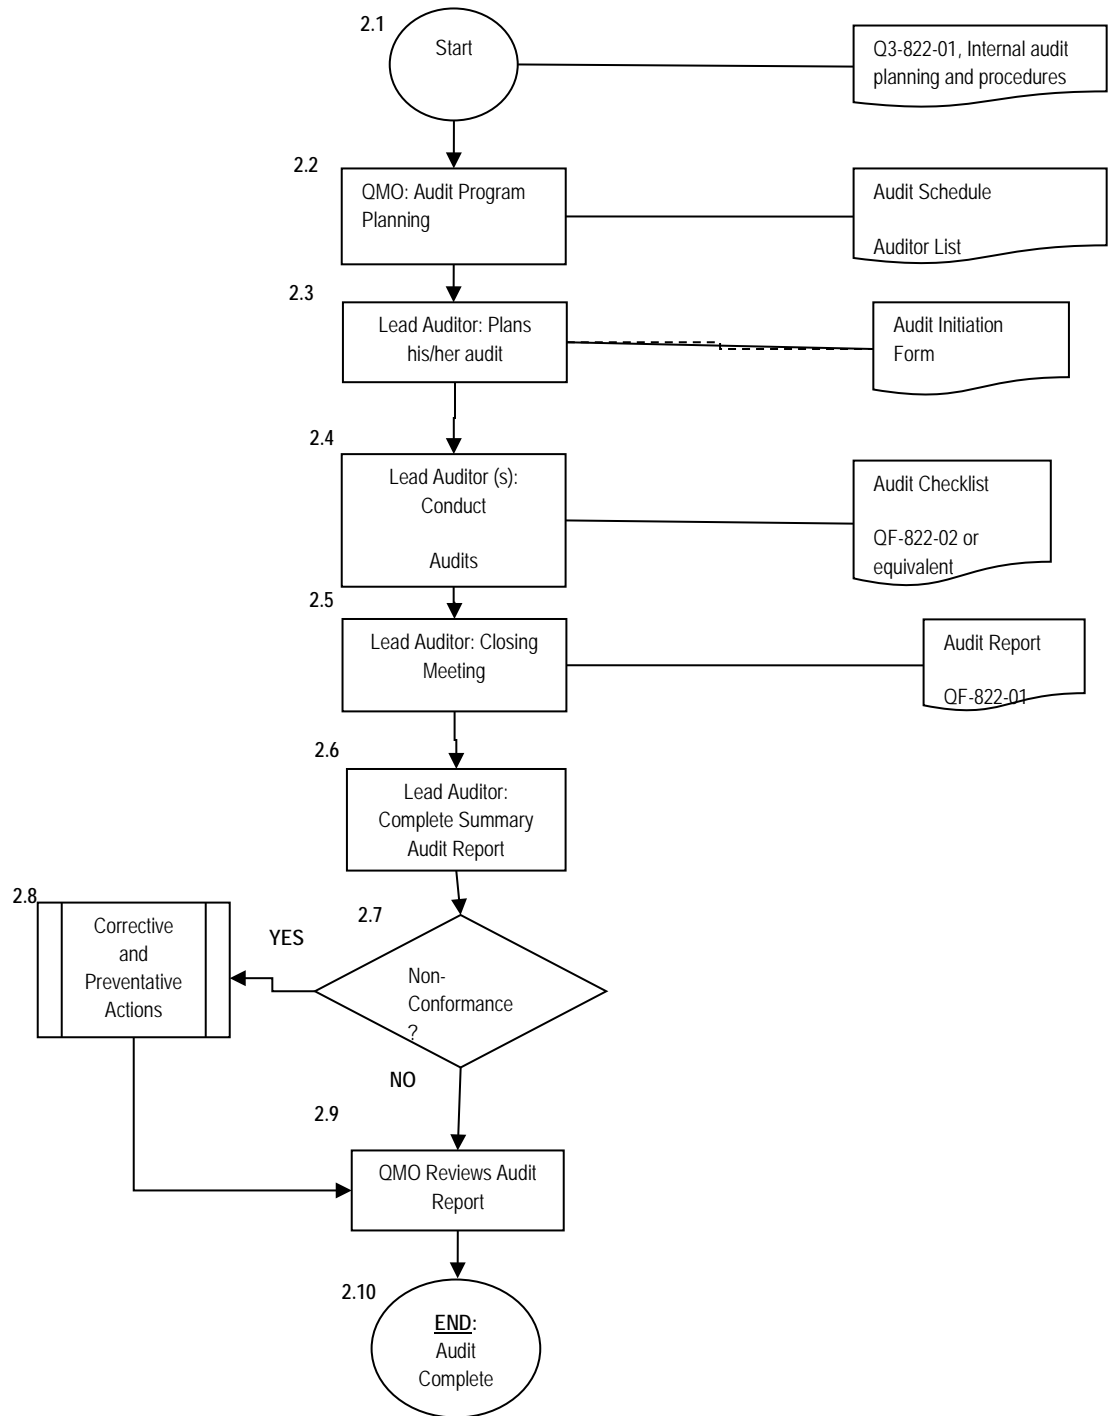 2.1
Start
Q3-822-01, Internal audit
planning and procedures
2.2
QMO: Audit Program
Planning
Audit Schedule
Auditor List
2.3
Lead Auditor: Plans
his/her audit
Audit Initiation
Form
2.4
Lead Auditor (s):
Conduct
Audits
Audit Checklist
QF-822-02 or
equivalent
2.5
Lead Auditor: Closing
Meeting
Audit Report
QF-822-01
2.6
Lead Auditor:
Complete Summary
Audit Report
2.7
Non-
Conformance
?
YES
2.8
Corrective
and
Preventative
Actions
NO
2.9
QMO Reviews Audit
Report
2.10
END:
Audit
Complete